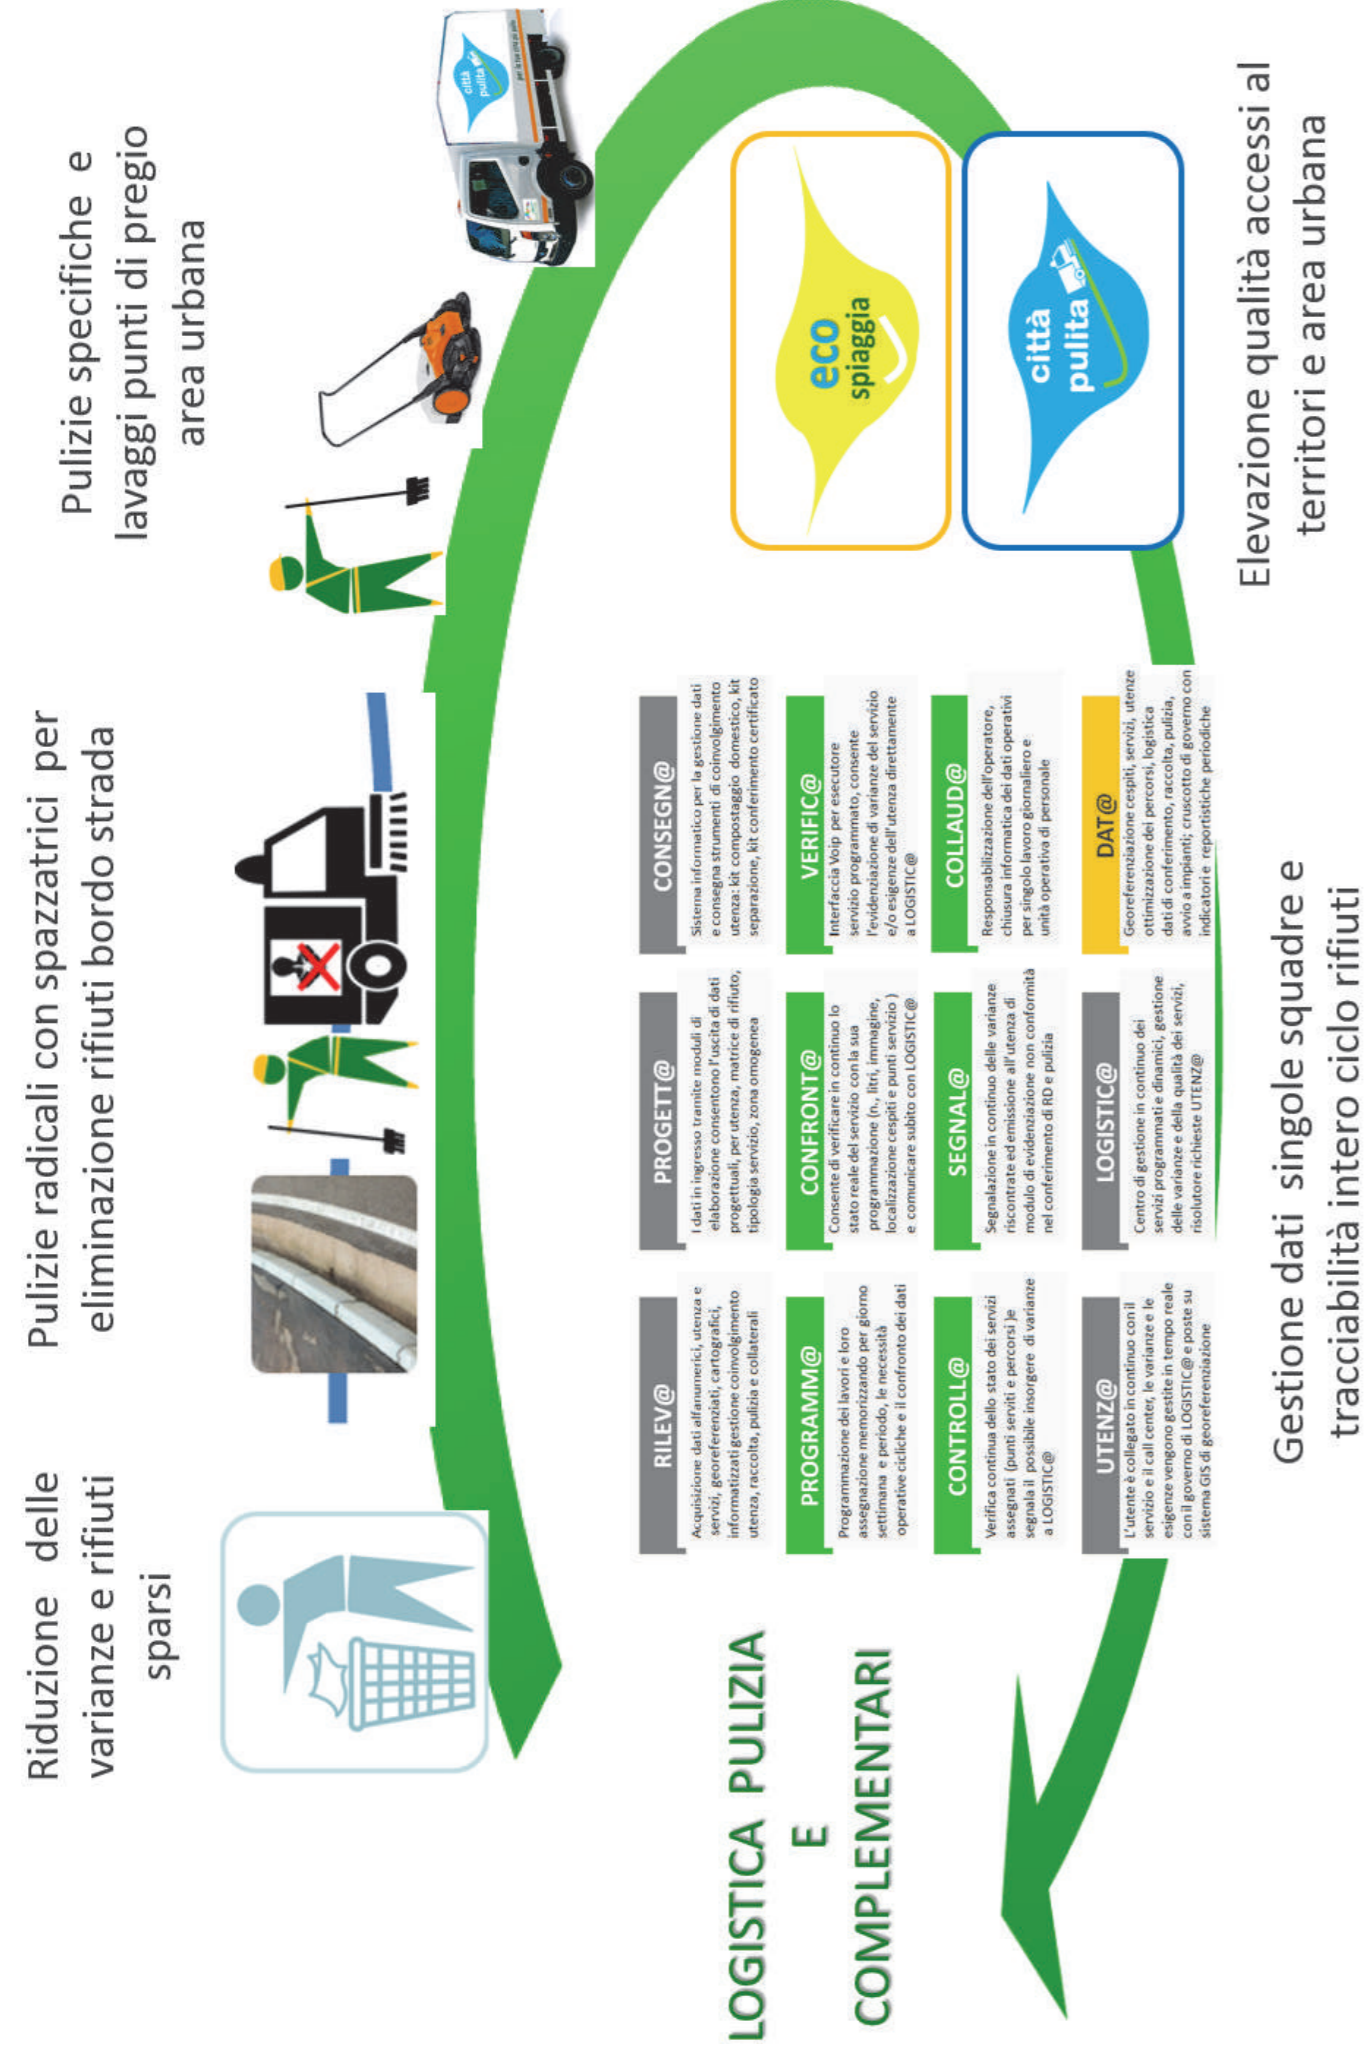 Riduzione delle
varianze e rifiuti
sparsi
Pulizie radicali con spazzatrici per
eliminazione rifiuti bordo strada
Pulizie specifiche e
lavaggi punti di pregio
area urbana
città
pulita
LOGISTICA PULIZIA
E
COMPLEMENTARI
RILEV@
Acquisizione dati alfanumerici, utenza e
servizi, georeferenziati, cartografici,
informatizzati gestione coinvolgimento
utenza, raccolta, pulizia e collaterali
PROGETT@
I dati in ingresso tramite moduli di
elaborazione consentono l'uscita di dati
progettuali, per utenza, matrice di rifiuto,
tipologia servizio, zona omogenea
CONSEGN@
Sistema informatico per la gestione dati
e consegna strumenti di coinvolgimento
utenza: kit compostaggio domestico, kit
separazione, kit conferimento certificato
PROGRAMM@
Programmazione dei lavori e loro
assegnazione memorizzando per giorno
settimana e periodo, le necessità
operative cicliche e il confronto dei dati
CONFRONT@
Consente di verificare in continuo lo
stato reale del servizio con la sua
programmazione (n., litri, immagine,
localizzazione cespiti e punti servizio )
e comunicare subito con LOGISTIC@
VERIFIC@
Interfaccia Voip per esecutore
servizio programmato, consente
l'evidenziazione di varianze del servizio
e/o esigenze dell'utenza direttamente
a LOGISTIC@
CONTROLL@
Verifica continua dello stato dei servizi
assegnati (punti serviti e percorsi )e
segnala il possibile insorgere di varianze
a LOGISTIC@
SEGNAL@
Segnalazione in continuo delle varianze
riscontrate ed emissione all'utenza di
modulo di evidenziazione non conformità
nel conferimento di RD e pulizia
COLLAUD@
Responsabilizzazione dell'operatore,
chiusura informatica dei dati operativi
per singolo lavoro giornaliero e
unità operativa di personale
UTENZ@
L'utente è collegato in continuo con il
servizio e il call center, le varianze e le
esigenze vengono gestite in tempo reale
con il governo di LOGISTIC@ e poste su
sistema GIS di georeferenziazione
LOGISTIC@
Centro di gestione in continuo dei
servizi programmati e dinamici, gestione
delle varianze e della qualità dei servizi,
risolutore richieste UTENZ@
DAT@
Georeferenziazione cespiti, servizi, utenze
ottimizzazione dei percorsi, logistica
dati di conferimento, raccolta, pulizia,
avvio a impianti; cruscotto di governo con
indicatori e reportistiche periodiche
eco
spiaggia
città
pulita
Gestione dati singole squadre e
tracciabilità intero ciclo rifiuti
Elevazione qualità accessi al
territori e area urbana